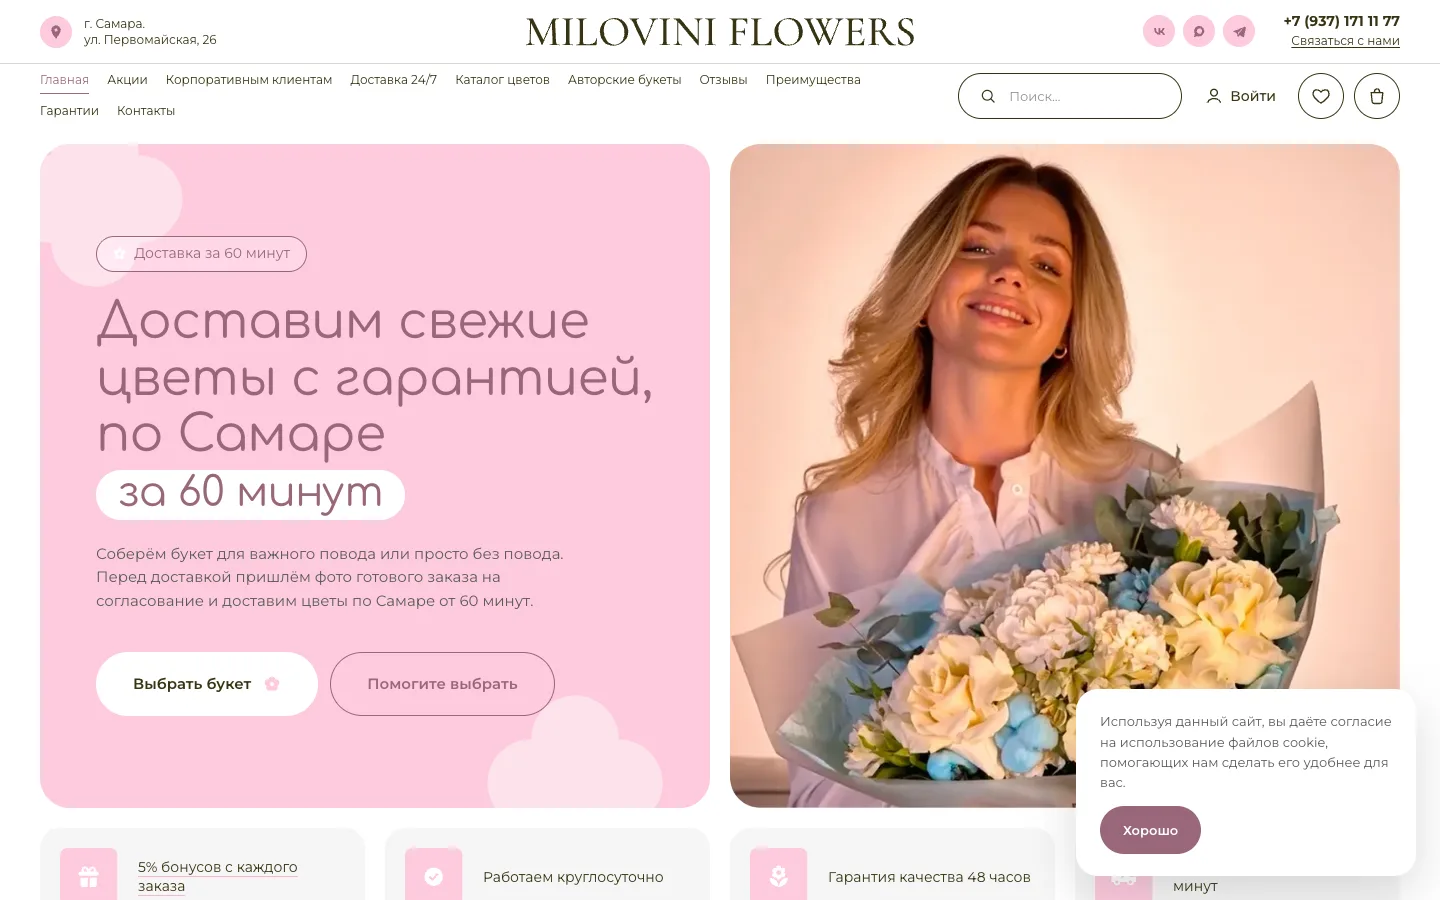 г. Самара.
ул. Первомайская, 26
MILOVINI FLOWERS
+7 (937) 171 11 77
Связаться с нами
Главная Акции Корпоративным клиентам Доставка 24/7 Каталог цветов Авторские букеты Отзывы Преимущества
Гарантии Контакты
Поиск...
Войти
Доставка за 60 минут
Доставим свежие
цветы с гарантией,
по Самаре
за 60 минут
Соберём букет для важного повода или просто без повода.
Перед доставкой пришлём фото готового заказа на
согласование и доставим цветы по Самаре от 60 минут.
Выбрать букет
Помогите выбрать
Используя данный сайт, вы даёте согласие
на использование файлов cookie,
помогающих нам сделать его удобнее для
вас.
Хорошо
5% бонусов с каждого
заказа
Работаем круглосуточно
Гарантия качества 48 часов
минут